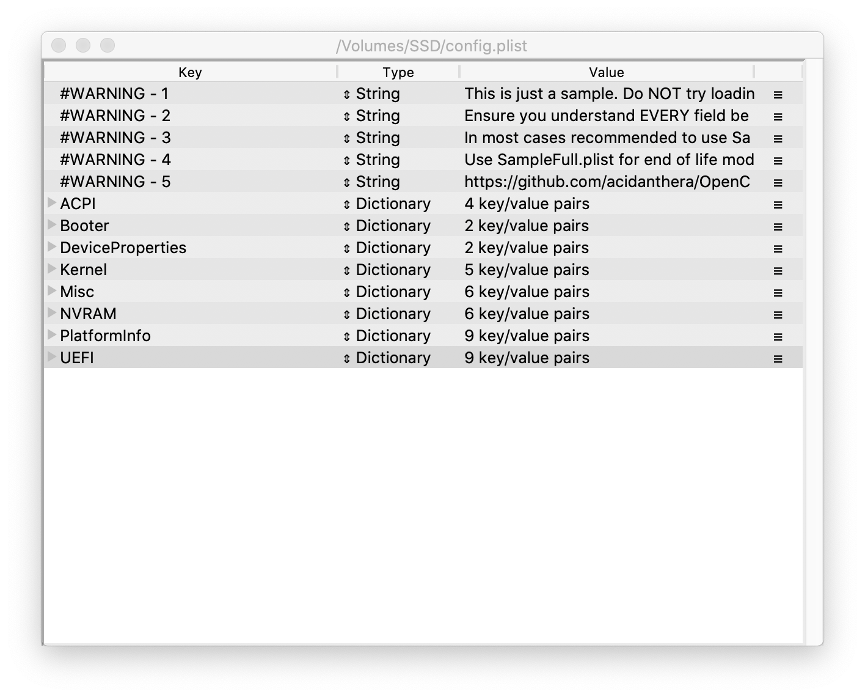 /Volumes/SSD/config.plist
Key Type Value
#WARNING - 1 String This is just a sample. Do NOT try loadin
#WARNING - 2 String Ensure you understand EVERY field be
#WARNING - 3 String In most cases recommended to use Sa
#WARNING - 4 String Use SampleFull.plist for end of life mod
#WARNING - 5 String https://github.com/acidanthera/OpenC
ACPI Dictionary 4 key/value pairs
Booter Dictionary 2 key/value pairs
DeviceProperties Dictionary 2 key/value pairs
Kernel Dictionary 5 key/value pairs
Misc Dictionary 6 key/value pairs
NVRAM Dictionary 6 key/value pairs
PlatformInfo Dictionary 9 key/value pairs
UEFI Dictionary 9 key/value pairs